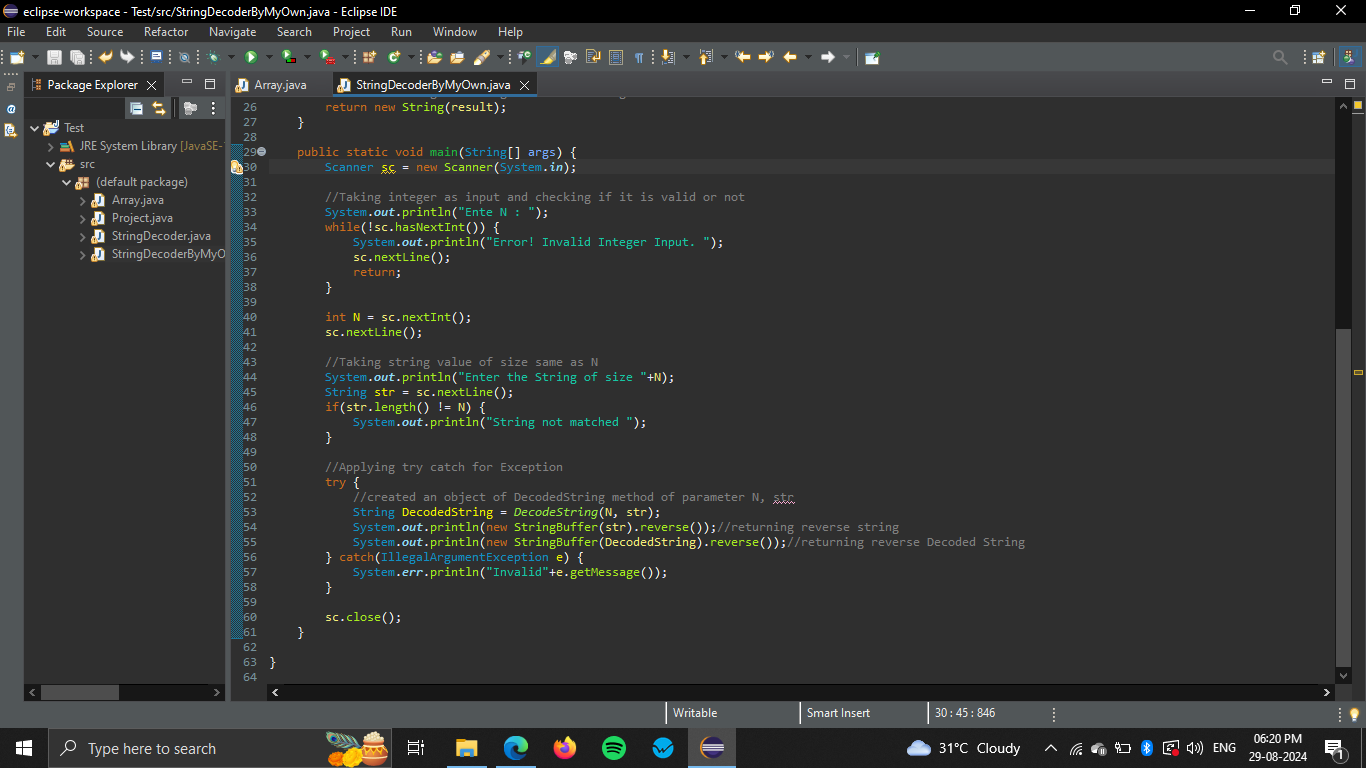 eclipse-workspace - Test/src/StringDecoderByMyOwn.java - Eclipse IDE
File Edit Source Refactor Navigate Search Project Run Window Help
Package Explorer
Array.java
StringDecoderByMyOwn.java
Test
JRE System Library [JavaSE-
src
(default package)
Array.java
Project.java
StringDecoder.java
StringDecoderByMyO
26 return new String(result);
27 }
28
29 public static void main(String[] args) {
30 Scanner sc = new Scanner(System.in);
31
32 //Taking integer as input and checking if it is valid or not
33 System.out.println("Ente N : ");
34 while(!sc.hasNextInt()) {
35 System.out.println("Error! Invalid Integer Input. ");
36 sc.nextLine();
37 return;
38 }
39
40 int N = sc.nextInt();
41 sc.nextLine();
42
43 //Taking string value of size same as N
44 System.out.println("Enter the String of size "+N);
45 String str = sc.nextLine();
46 if(str.length() != N) {
47 System.out.println("String not matched ");
48 }
49
50 //Applying try catch for Exception
51 try {
52 //created an object of DecodedString method of parameter N, str
53 String DecodedString = DecodeString(N, str);
54 System.out.println(new StringBuffer(str).reverse());//returning reverse string
55 System.out.println(new StringBuffer(DecodedString).reverse());//returning reverse Decoded String
56 } catch(IllegalArgumentException e) {
57 System.err.println("Invalid"+e.getMessage());
58 }
59
60 sc.close();
61 }
62
63 }
64
Writable Smart Insert 30 : 45 : 846
Type here to search
31°C Cloudy
ENG
06:20 PM
29-08-2024
1